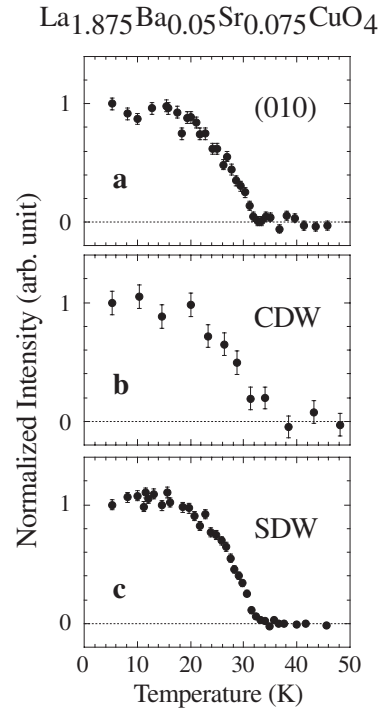 La1.875Ba0.05Sr0.075CuO4
1
(010)
a
0
Normalized Intensity (arb. unit)
1
CDW
b
0
1
SDW
c
0
0 10 20 30 40 50
Temperature (K)